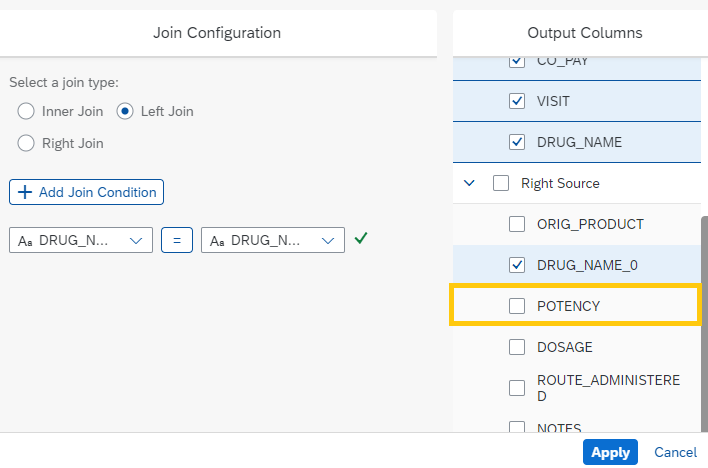 Join Configuration
Select a join type:
Inner Join
Left Join
Right Join
Add Join Condition
Aa DRUG_N...
=
Aa DRUG_N...
Output Columns
CO_PAY
VISIT
DRUG_NAME
Right Source
ORIG_PRODUCT
DRUG_NAME_0
POTENCY
DOSAGE
ROUTE_ADMINISTERE
D
NOTES
Apply
Cancel